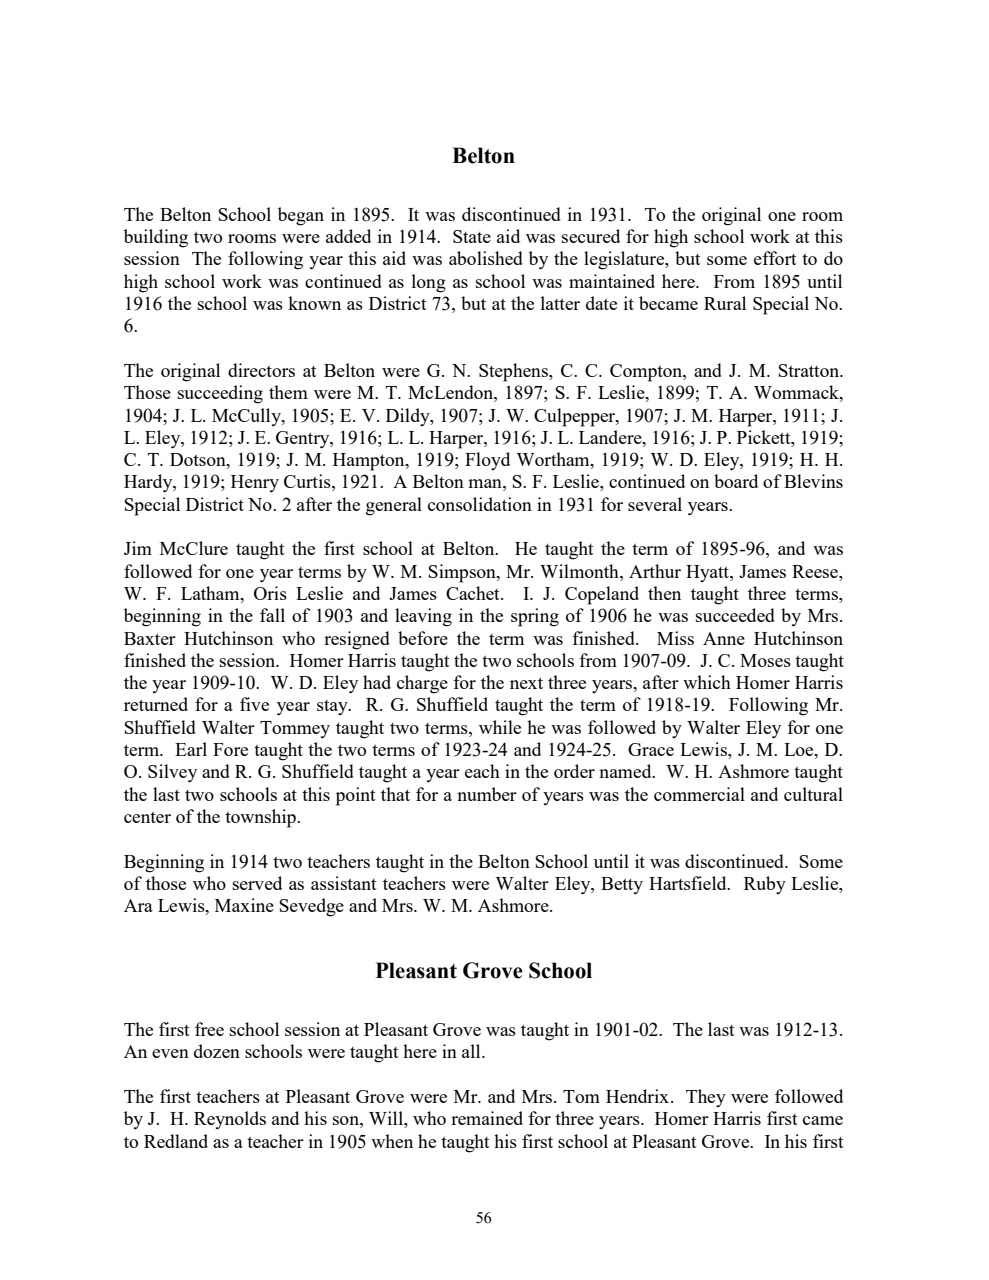 Belton
The Belton School began in 1895. It was discontinued in 1931. To the original one room
building two rooms were added in 1914. State aid was secured for high school work at this
session The following year this aid was abolished by the legislature, but some effort to do
high school work was continued as long as school was maintained here. From 1895 until
1916 the school was known as District 73, but at the latter date it became Rural Special No.
6.
The original directors at Belton were G. N. Stephens, C. C. Compton, and J. M. Stratton.
Those succeeding them were M. T. McLendon, 1897; S. F. Leslie, 1899; T. A. Wommack,
1904; J. L. McCully, 1905; E. V. Dildy, 1907; J. W. Culpepper, 1907; J. M. Harper, 1911; J.
L. Eley, 1912; J. E. Gentry, 1916; L. L. Harper, 1916; J. L. Landere, 1916; J. P. Pickett, 1919;
C. T. Dotson, 1919; J. M. Hampton, 1919; Floyd Wortham, 1919; W. D. Eley, 1919; H. H.
Hardy, 1919; Henry Curtis, 1921. A Belton man, S. F. Leslie, continued on board of Blevins
Special District No. 2 after the general consolidation in 1931 for several years.
Jim McClure taught the first school at Belton. He taught the term of 1895-96, and was
followed for one year terms by W. M. Simpson, Mr. Wilmonth, Arthur Hyatt, James Reese,
W. F. Latham, Oris Leslie and James Cachet. I. J. Copeland then taught three terms,
beginning in the fall of 1903 and leaving in the spring of 1906 he was succeeded by Mrs.
Baxter Hutchinson who resigned before the term was finished. Miss Anne Hutchinson
finished the session. Homer Harris taught the two schools from 1907-09. J. C. Moses taught
the year 1909-10. W. D. Eley had charge for the next three years, after which Homer Harris
returned for a five year stay. R. G. Shuffield taught the term of 1918-19. Following Mr.
Shuffield Walter Tommey taught two terms, while he was followed by Walter Eley for one
term. Earl Fore taught the two terms of 1923-24 and 1924-25. Grace Lewis, J. M. Loe, D.
O. Silvey and R. G. Shuffield taught a year each in the order named. W. H. Ashmore taught
the last two schools at this point that for a number of years was the commercial and cultural
center of the township.
Beginning in 1914 two teachers taught in the Belton School until it was discontinued. Some
of those who served as assistant teachers were Walter Eley, Betty Hartsfield. Ruby Leslie,
Ara Lewis, Maxine Sevedge and Mrs. W. M. Ashmore.
Pleasant Grove School
The first free school session at Pleasant Grove was taught in 1901-02. The last was 1912-13.
An even dozen schools were taught here in all.
The first teachers at Pleasant Grove were Mr. and Mrs. Tom Hendrix. They were followed
by J. H. Reynolds and his son, Will, who remained for three years. Homer Harris first came
to Redland as a teacher in 1905 when he taught his first school at Pleasant Grove. In his first
56